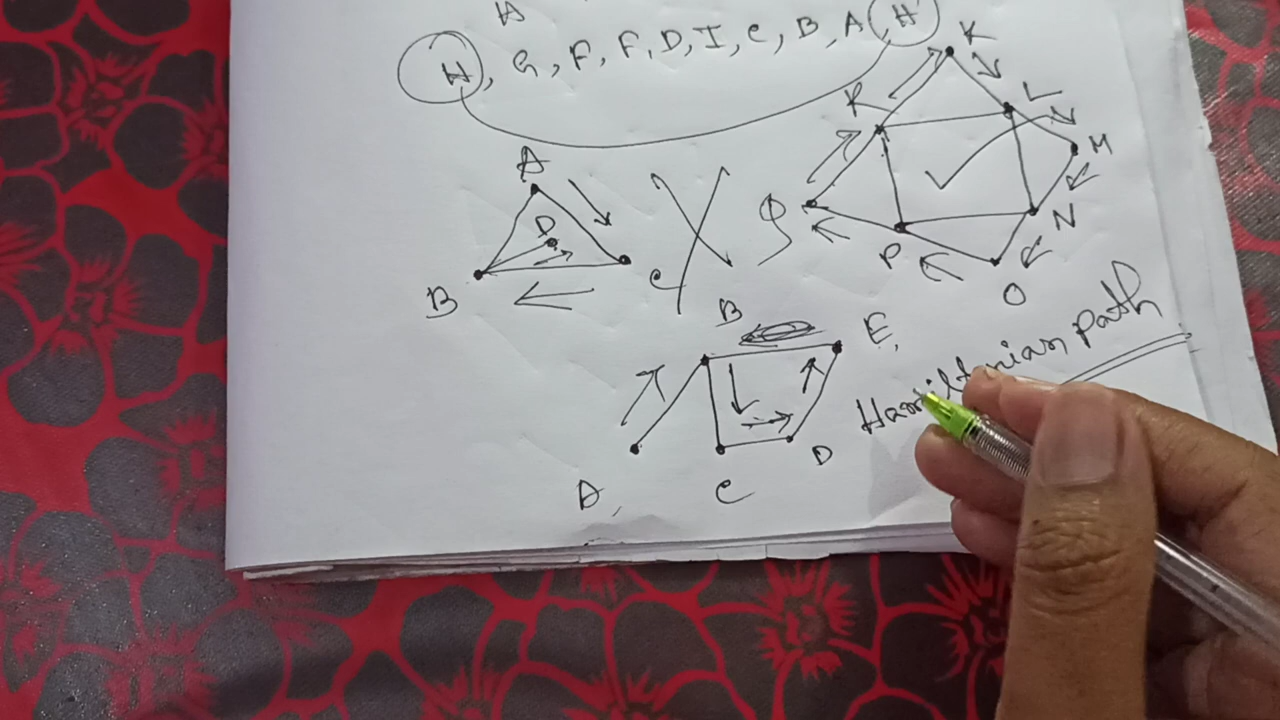 H, G, F, F, D, I, C, B, A, H
K
R
L
A
M
D
Q
N
B
C
P
O
B
E,
Hamiltonian path
D
A,
C